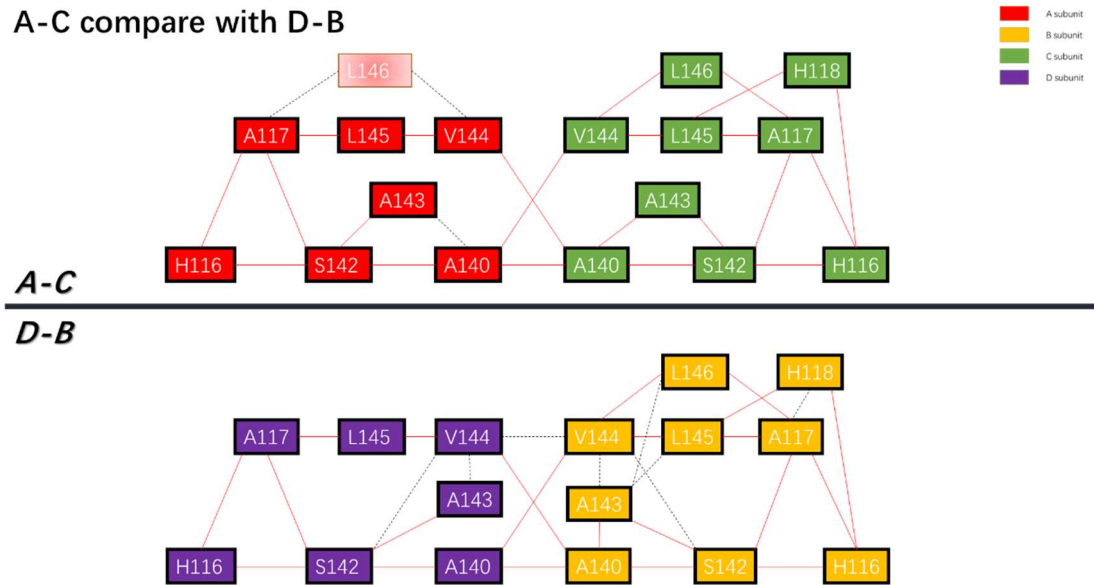 A-C compare with D-B
A subunit
B subunit
C subunit
D subunit
L146
L146
H118
A117
L145
V144
V144
L145
A117
A143
A143
H116
S142
A140
A140
S142
H116
A-C
D-B
L146
H118
A117
L145
V144
V144
L145
A117
A143
A143
H116
S142
A140
A140
S142
H116